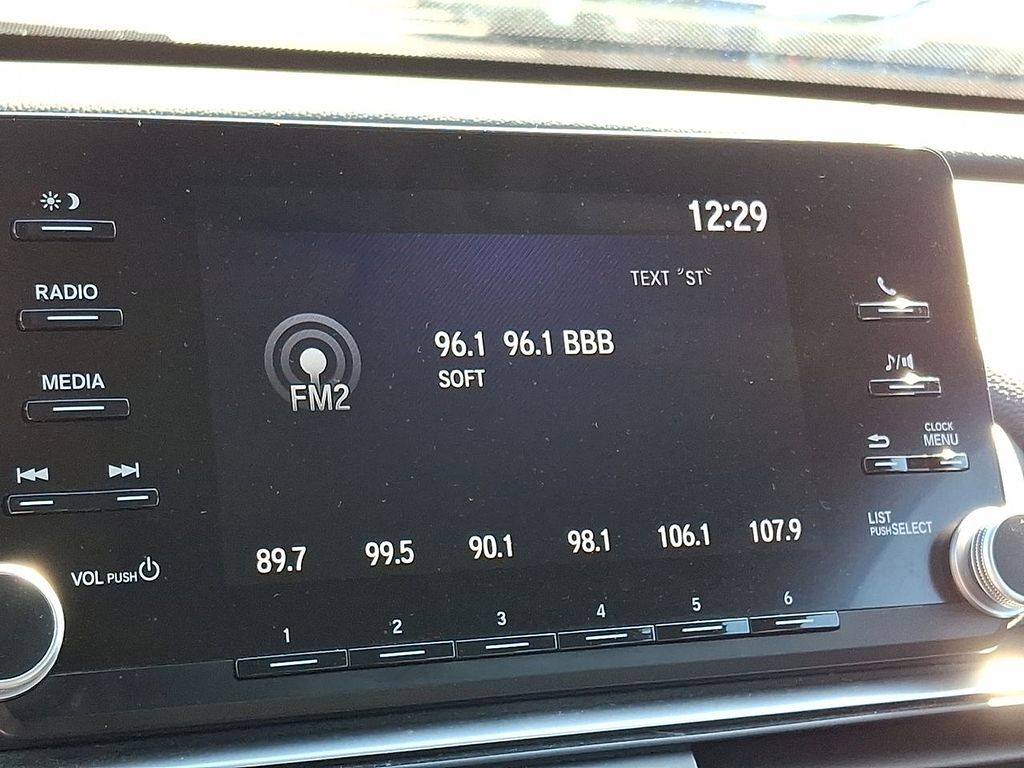 12:29
TEXT "ST"
RADIO
96.1 96.1 BBB
SOFT
FM2
MEDIA
CLOCK
MENU
LIST
PUSH SELECT
VOL PUSH
89.7 99.5 90.1 98.1 106.1 107.9
1 2 3 4 5 6